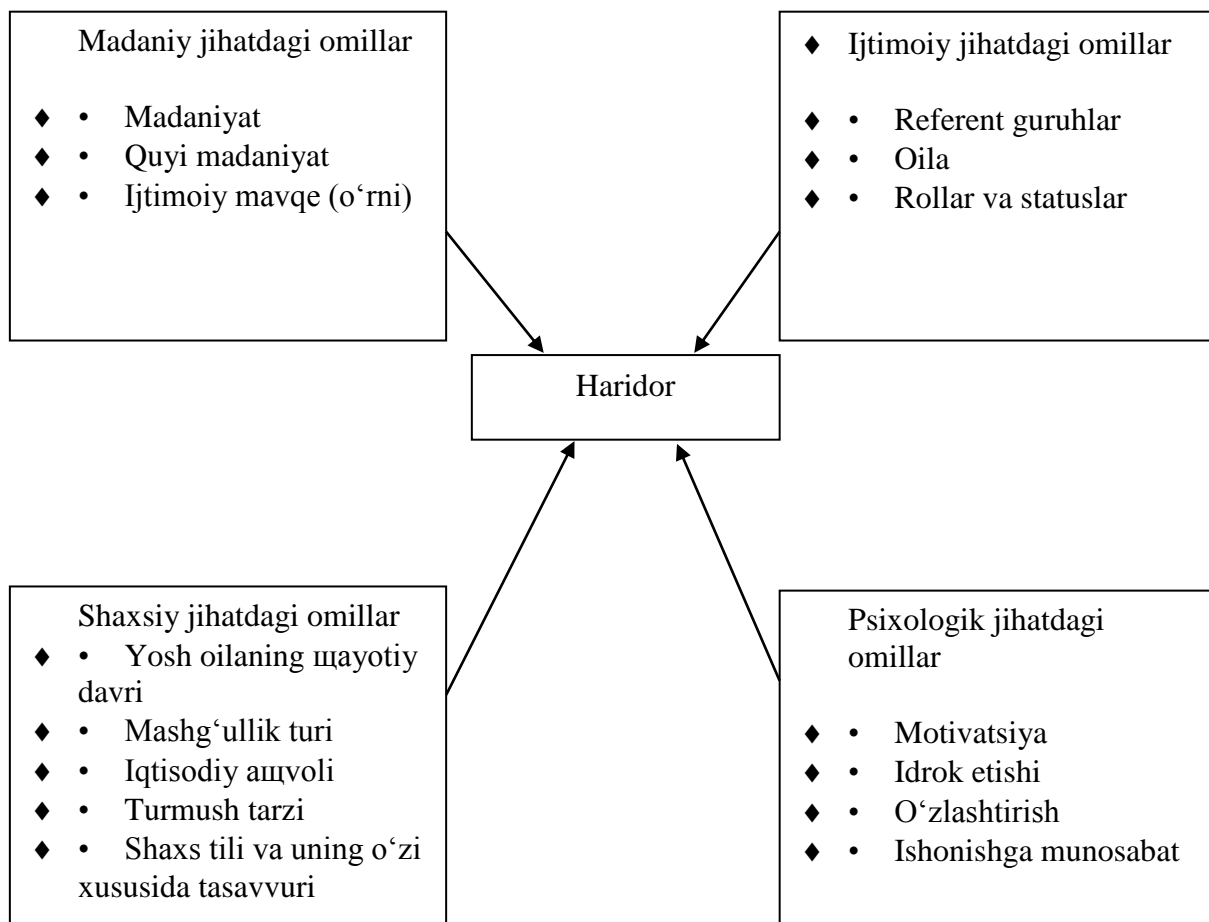 Madaniy jihatdagi omillar
♦ • Madaniyat
♦ • Quyi madaniyat
♦ • Ijtimoiy mavqe (o‘rni)
♦ Ijtimoiy jihatdagi omillar
♦ • Referent guruhlar
♦ • Oila
♦ • Rollar va statuslar
Haridor
Shaxsiy jihatdagi omillar
♦ • Yosh oilaning щayotiy
davri
♦ • Mashg‘ullik turi
♦ • Iqtisodiy aщvoli
♦ • Turmush tarzi
♦ • Shaxs tili va uning o‘zi
xususida tasavvuri
Psixologik jihatdagi
omillar
♦ • Motivatsiya
♦ • Idrok etishi
♦ • O‘zlashtirish
♦ • Ishonishga munosabat